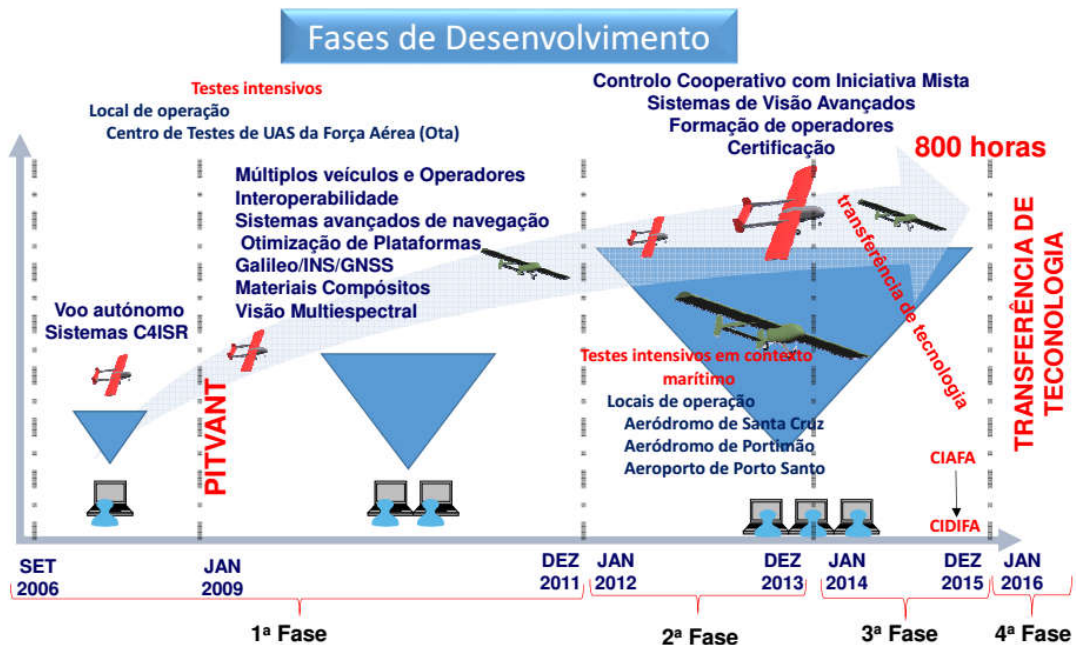 Fases de Desenvolvimento
Testes intensivos
Local de operação
Centro de Testes de UAS da Força Aérea (Ota)
Controlo Cooperativo com Iniciativa Mista
Sistemas de Visão Avançados
Formação de operadores
Certificação
800 horas
Múltiplos veículos e Operadores
Interoperabilidade
Sistemas avançados de navegação
Otimização de Plataformas
Galileo/INS/GNSS
Materiais Compósitos
Visão Multiespectral
Voo autónomo
Sistemas C4ISR
PITVANT
Testes intensivos em contexto
marítimo
Locais de operação
Aeródromo de Santa Cruz
Aeródromo de Portimão
Aeroporto de Porto Santo
transferência de tecnologia
CIAFA
CIDIFA
TRANSFERÊNCIA DE
TECONOLOGIA
SET
2006
JAN
2009
DEZ
2011
JAN
2012
DEZ
2013
JAN
2014
DEZ
2015
JAN
2016
1ª Fase
2ª Fase
3ª Fase
4ª Fase